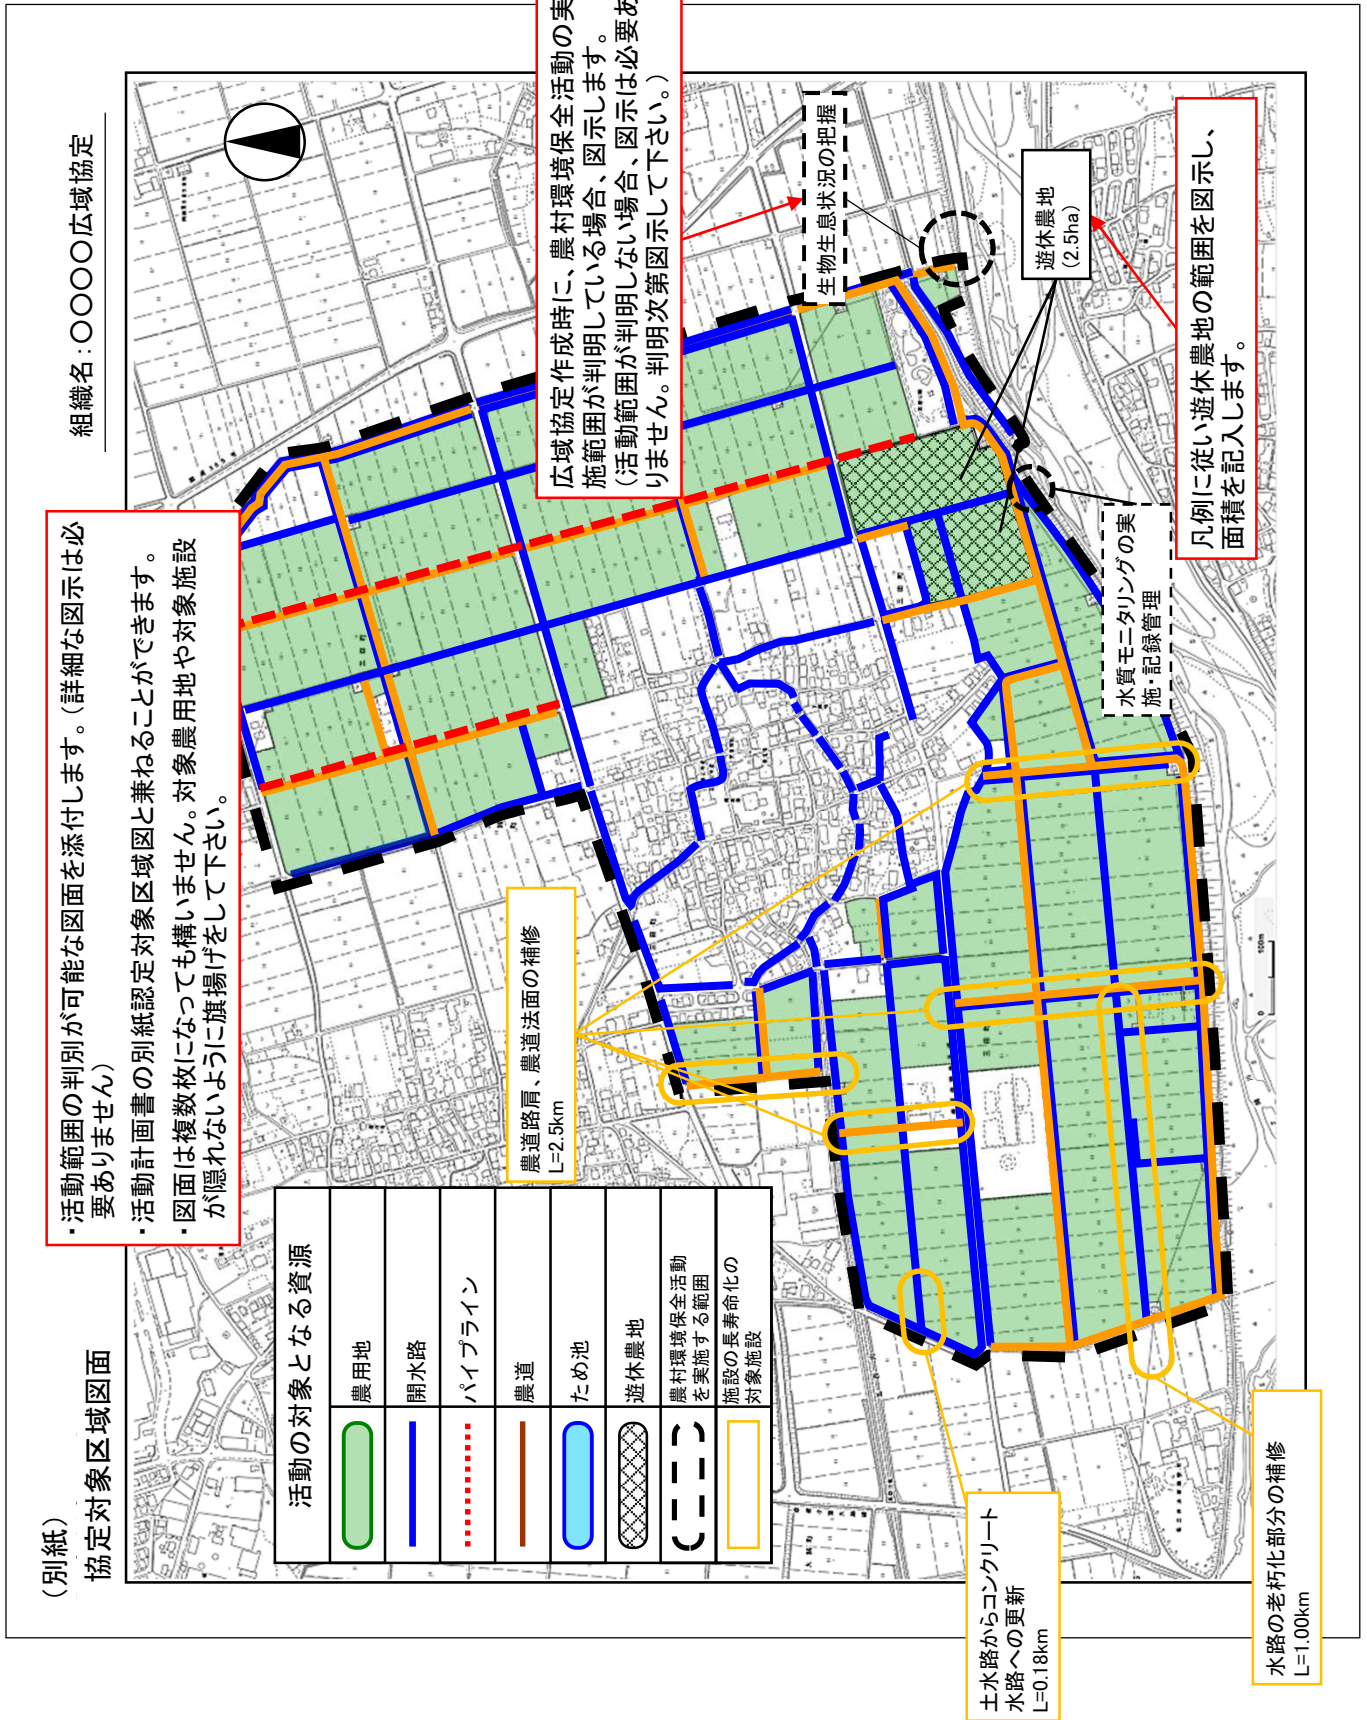 （別紙）
協定対象区域図面
組織名：〇〇〇〇広域協定
・活動範囲の判別が可能な図面を添付します。（詳細な図示は必
要ありません）
・活動計画書の別紙認定対象区域図と兼ねることができます。
・図面は複数枚になっても構いません。対象農用地や対象施設
が隠れないように旗揚げをして下さい。
広域協定作成時に、農村環境保全活動の実
施範囲が判明している場合、図示します。
（活動範囲が判明しない場合、図示は必要あ
りません。判明次第図示して下さい。）
生物生息状況の把握
遊休農地
（2.5ha）
凡例に従い遊休農地の範囲を図示し、
面積を記入します。
水質モニタリングの実
施・記録管理
農道路肩、農道法面の補修
L=2.5km
活動の対象となる資源
農用地
開水路
パイプライン
農道
ため池
遊休農地
農村環境保全活動
を実施する範囲
施設の長寿命化の
対象施設
土水路からコンクリート
水路への更新
L=0.18km
水路の老朽化部分の補修
L=1.00km
0 100m